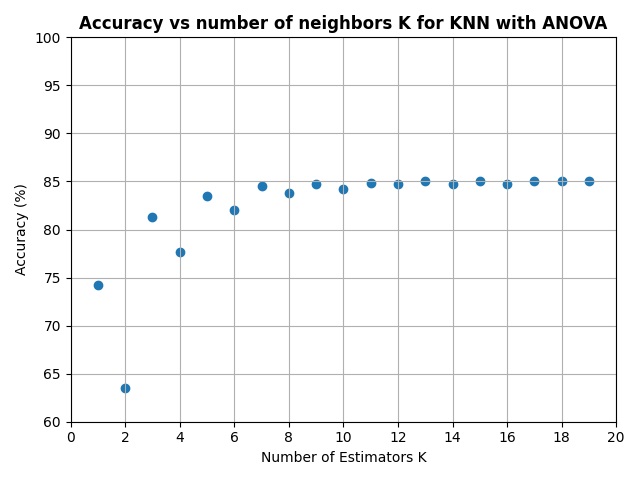 Accuracy vs number of neighbors K for KNN with ANOVA
100
95
90
85
80
75
70
65
60
Accuracy (%)
0 2 4 6 8 10 12 14 16 18 20
Number of Estimators K